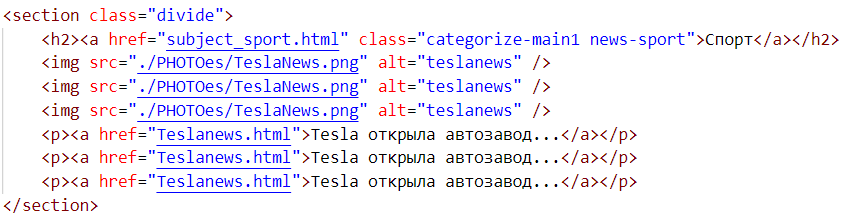 <section class="divide">
<h2><a href="subject_sport.html" class="categorize-main1 news-sport">Спорт</a></h2>
<img src="./PHOTOes/TeslaNews.png" alt="teslanews" />
<img src="./PHOTOes/TeslaNews.png" alt="teslanews" />
<img src="./PHOTOes/TeslaNews.png" alt="teslanews" />
<p><a href="Teslanews.html">Tesla открыла автозавод...</a></p>
<p><a href="Teslanews.html">Tesla открыла автозавод...</a></p>
<p><a href="Teslanews.html">Tesla открыла автозавод...</a></p>
</section>